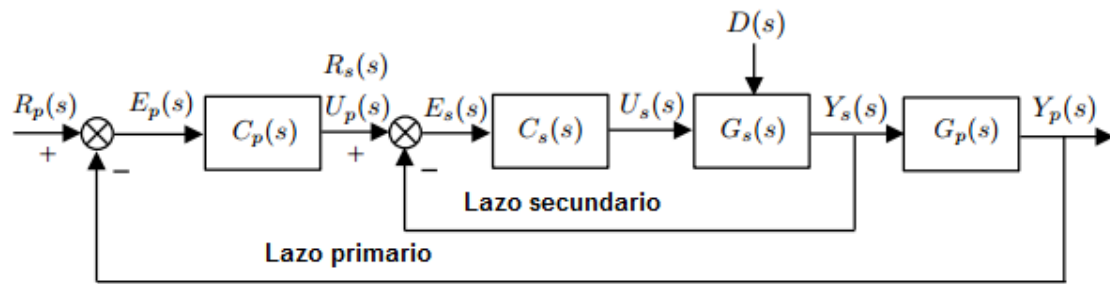 D(s)
R_s(s)
R_p(s) E_p(s) U_p(s) E_s(s) U_s(s) Y_s(s) Y_p(s)
C_p(s) C_s(s) G_s(s) G_p(s)
+ +
− −
Lazo secundario
Lazo primario